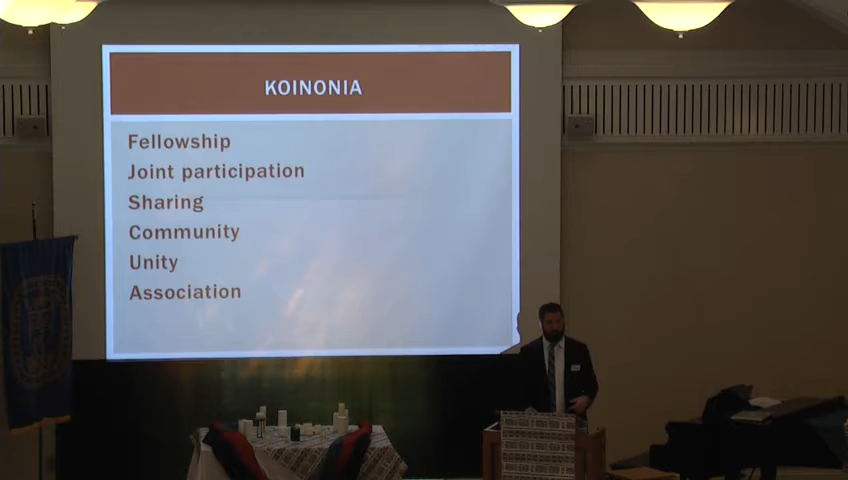 KOINONIA
Fellowship
Joint participation
Sharing
Community
Unity
Association